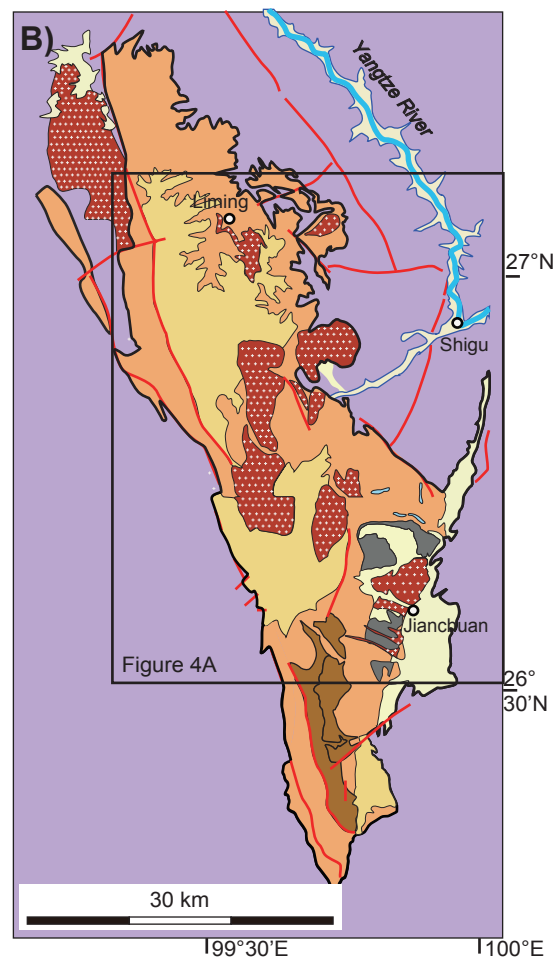 B)
Yangtze River
Liming
27°N
Shigu
Jianchuan
Figure 4A
26°
30'N
30 km
99°30'E
100°E